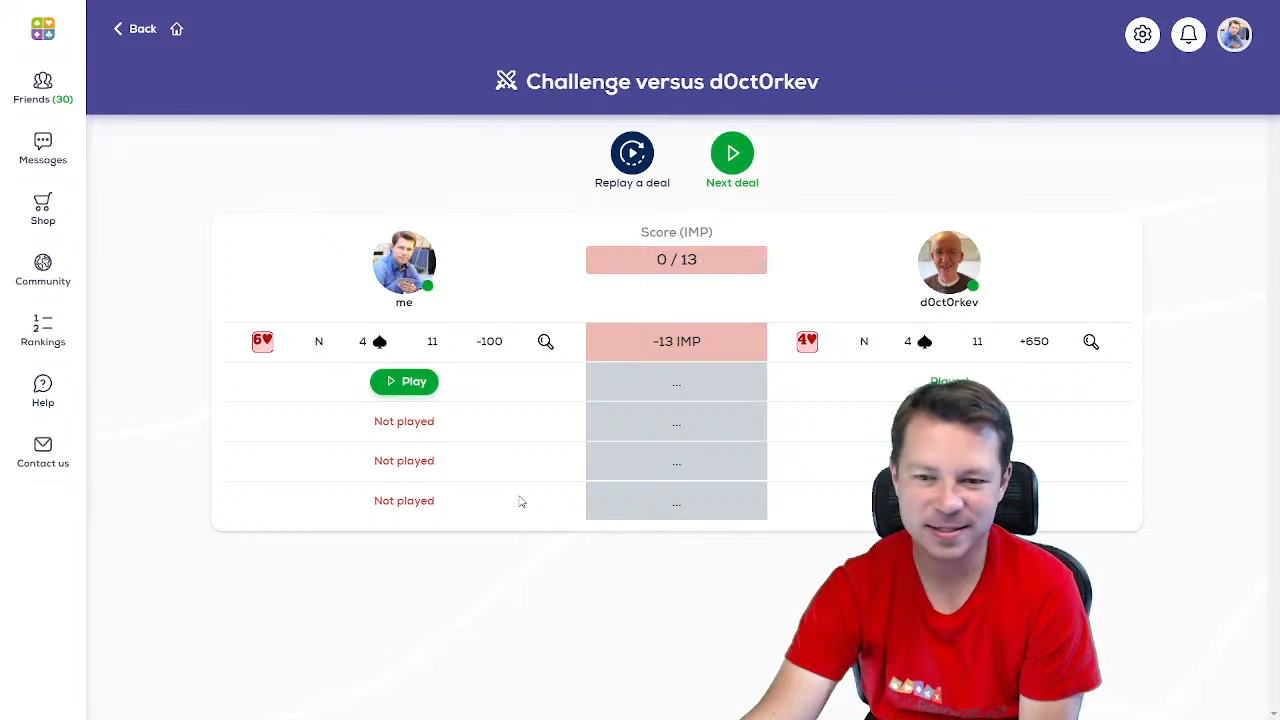 Back
Challenge versus d0ct0rkev
Friends (30)
Messages
Shop
Community
Rankings
Help
Contact us
Replay a deal
Next deal
Score (IMP)
0 / 13
me
d0ct0rkev
6♥ N 4 ♠ 11 -100
-13 IMP
4♥ N 4 ♠ 11 +650
Play
...
Not played
...
Not played
...
Not played
...